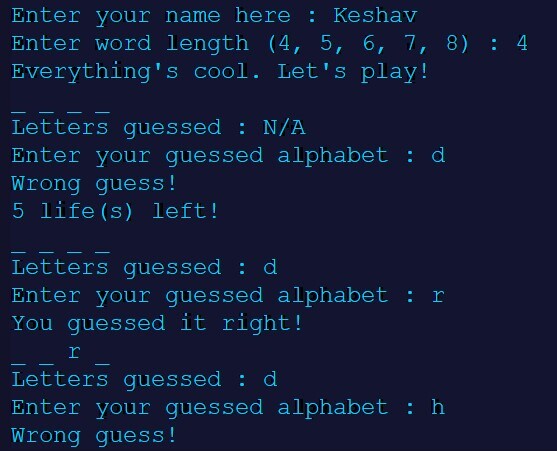 Enter your name here : Keshav
Enter word length (4, 5, 6, 7, 8) : 4
Everything's cool. Let's play!
_ _ _ _
Letters guessed : N/A
Enter your guessed alphabet : d
Wrong guess!
5 life(s) left!
_ _ _ _
Letters guessed : d
Enter your guessed alphabet : r
You guessed it right!
_ _ r _
Letters guessed : d
Enter your guessed alphabet : h
Wrong guess!